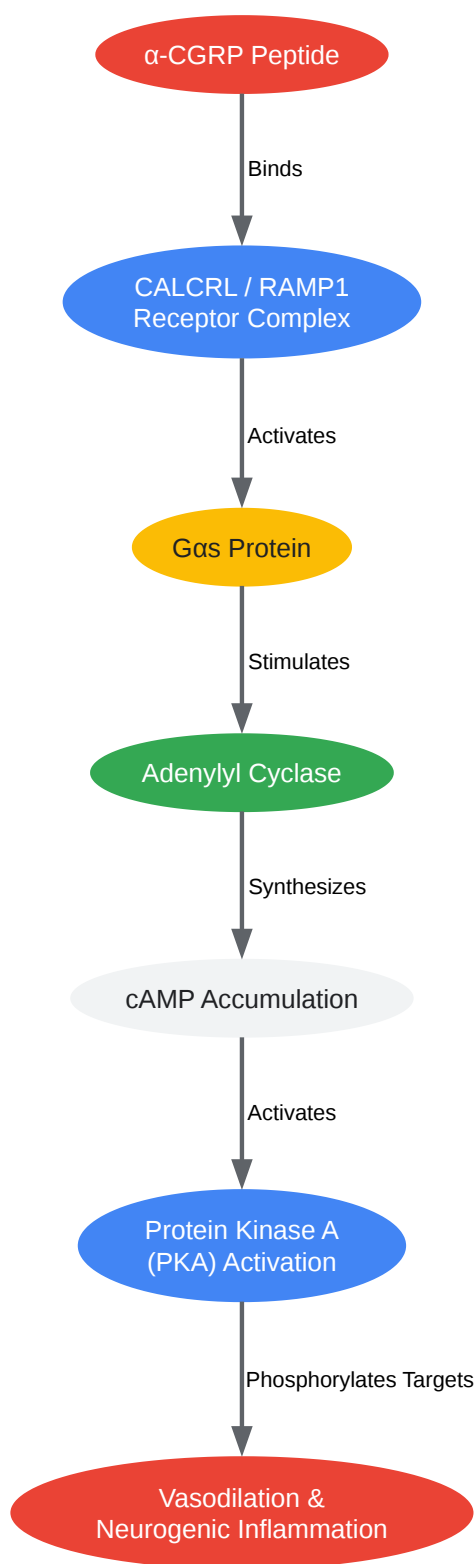 α-CGRP Peptide
Binds
CALCRL / RAMP1
Receptor Complex
Activates
Gαs Protein
Stimulates
Adenylyl Cyclase
Synthesizes
cAMP Accumulation
Activates
Protein Kinase A
(PKA) Activation
Phosphorylates Targets
Vasodilation &
Neurogenic Inflammation